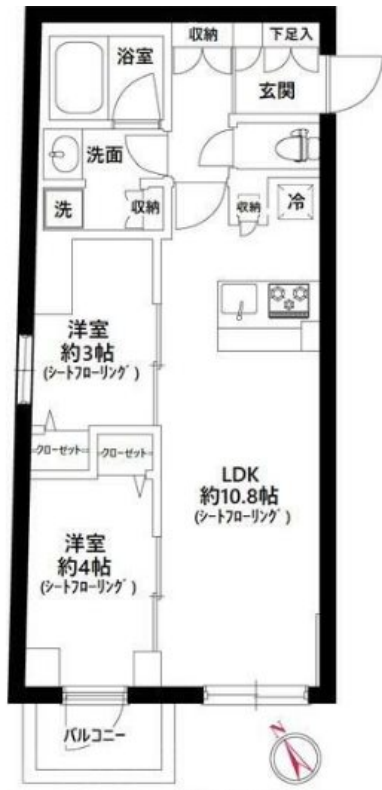 収納
下足入
浴室
玄関
洗面
洗
収納
収納
冷
洋室
約3帖
(シートフローリング)
クローゼット
クローゼット
LDK
約10.8帖
(シートフローリング)
洋室
約4帖
(シートフローリング)
バルコニー
N